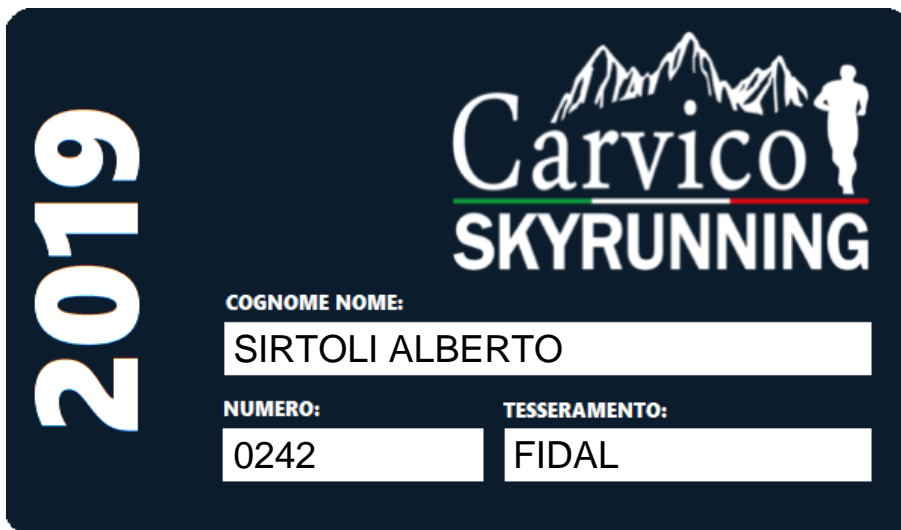 2019
Carvico
SKYRUNNING
COGNOME NOME:
SIRTOLI ALBERTO
NUMERO: TESSERAMENTO:
0242 FIDAL